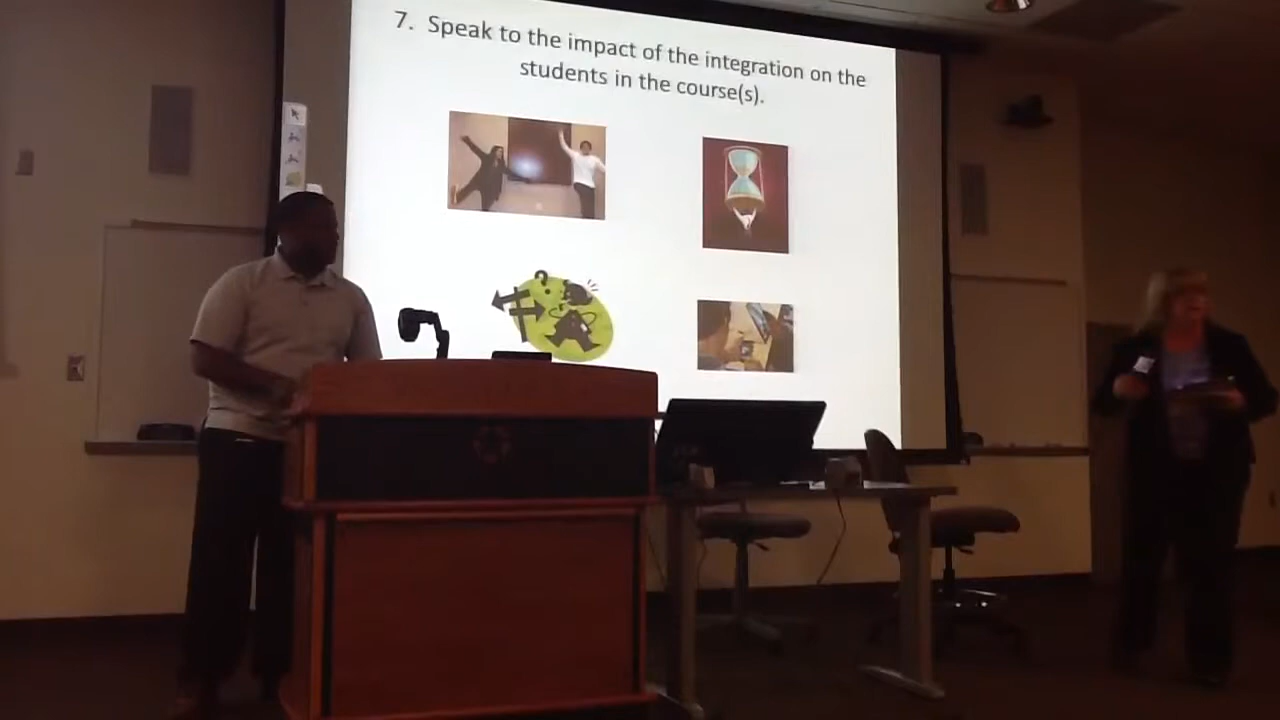 7. Speak to the impact of the integration on the
students in the course(s).